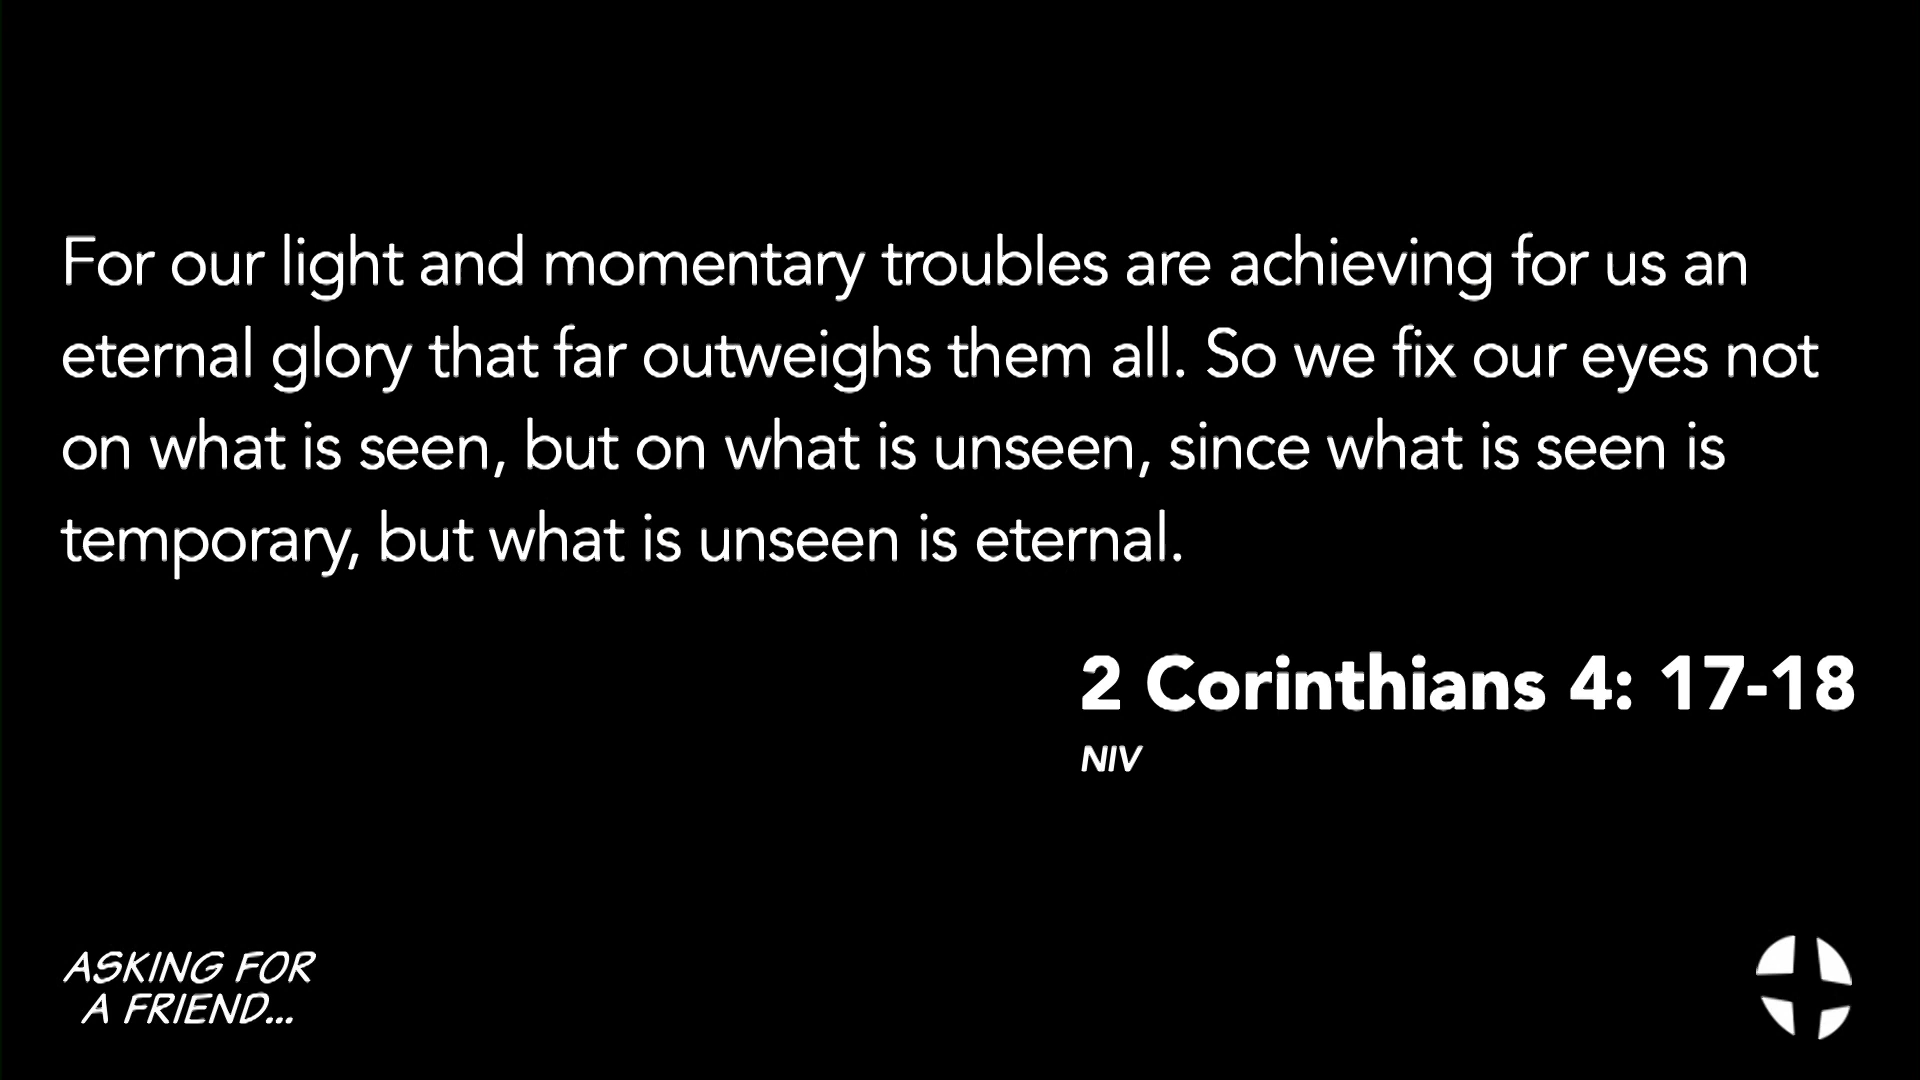 For our light and momentary troubles are achieving for us an
eternal glory that far outweighs them all. So we fix our eyes not
on what is seen, but on what is unseen, since what is seen is
temporary, but what is unseen is eternal.
2 Corinthians 4: 17-18
NIV
ASKING FOR
A FRIEND...